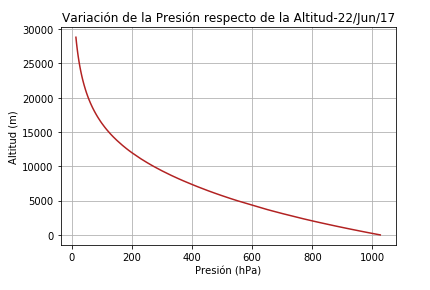 Variación de la Presión respecto de la Altitud-22/Jun/17
30000
25000
20000
15000
10000
5000
0
Altitud (m)
0 200 400 600 800 1000
Presión (hPa)